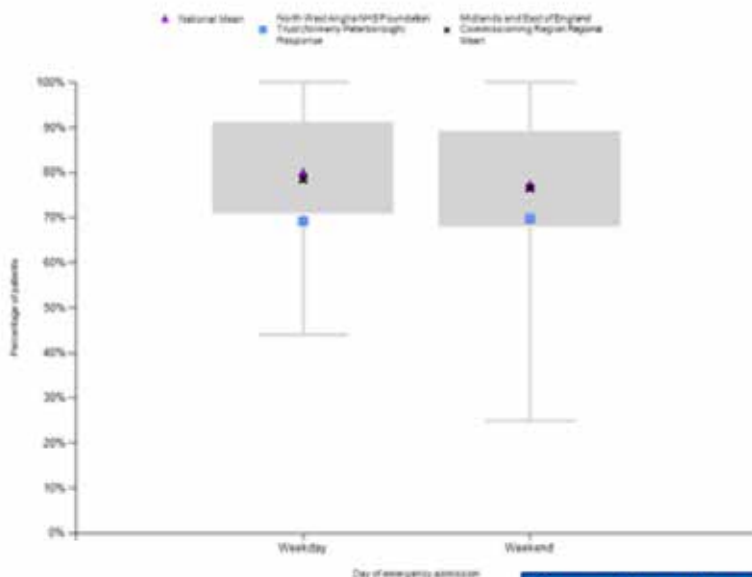 National Mean
North West Anglia NHS Foundation
Trust (formerly Peterborough)
Response
Midlands and East of England
Commissioning Region Regional
Mean
100%
90%
80%
70%
60%
50%
40%
30%
20%
10%
0%
Percentage of patients
Weekday
Weekend
Day of emergency admission